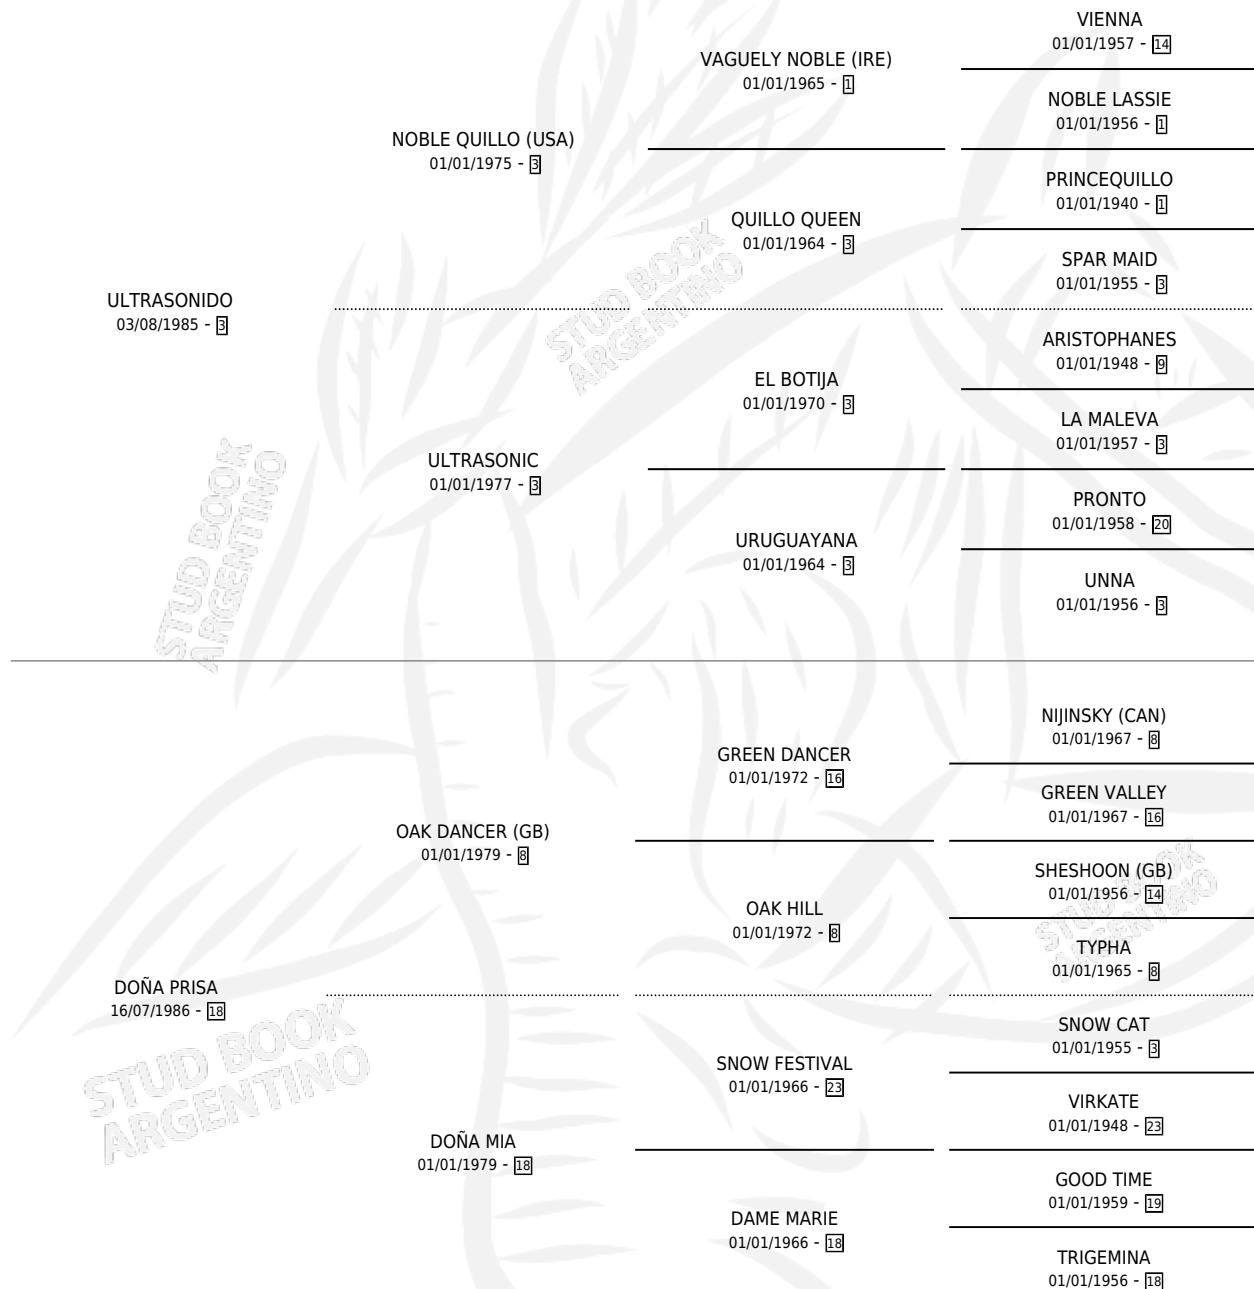 VIENNA
01/01/1957 - 14
VAGUELY NOBLE (IRE)
01/01/1965 - 1
NOBLE LASSIE
01/01/1956 - 1
NOBLE QUILLO (USA)
01/01/1975 - 3
PRINCEQUILLO
01/01/1940 - 1
QUILLO QUEEN
01/01/1964 - 3
SPAR MAID
01/01/1955 - 3
ULTRASONIDO
03/08/1985 - 3
STUD BOOK
ARGENTINO
ARISTOPHANES
01/01/1948 - 9
EL BOTIJA
01/01/1970 - 3
LA MALEVA
01/01/1957 - 3
ULTRASONIC
01/01/1977 - 3
PRONTO
01/01/1958 - 20
URUGUAYANA
01/01/1964 - 3
UNNA
01/01/1956 - 3
STUD BOOK
ARGENTINO
NIJINSKY (CAN)
01/01/1967 - 8
GREEN DANCER
01/01/1972 - 16
GREEN VALLEY
01/01/1967 - 16
OAK DANCER (GB)
01/01/1979 - 8
SHESHOON (GB)
01/01/1956 - 14
OAK HILL
01/01/1972 - 8
STUD BOOK
ARGENTINO
TYPHA
01/01/1965 - 8
DOÑA PRISA
16/07/1986 - 18
SNOW CAT
01/01/1955 - 3
SNOW FESTIVAL
01/01/1966 - 23
STUD BOOK
ARGENTINO
VIRKATE
01/01/1948 - 23
DOÑA MIA
01/01/1979 - 18
GOOD TIME
01/01/1959 - 19
DAME MARIE
01/01/1966 - 18
TRIGEMINA
01/01/1956 - 18